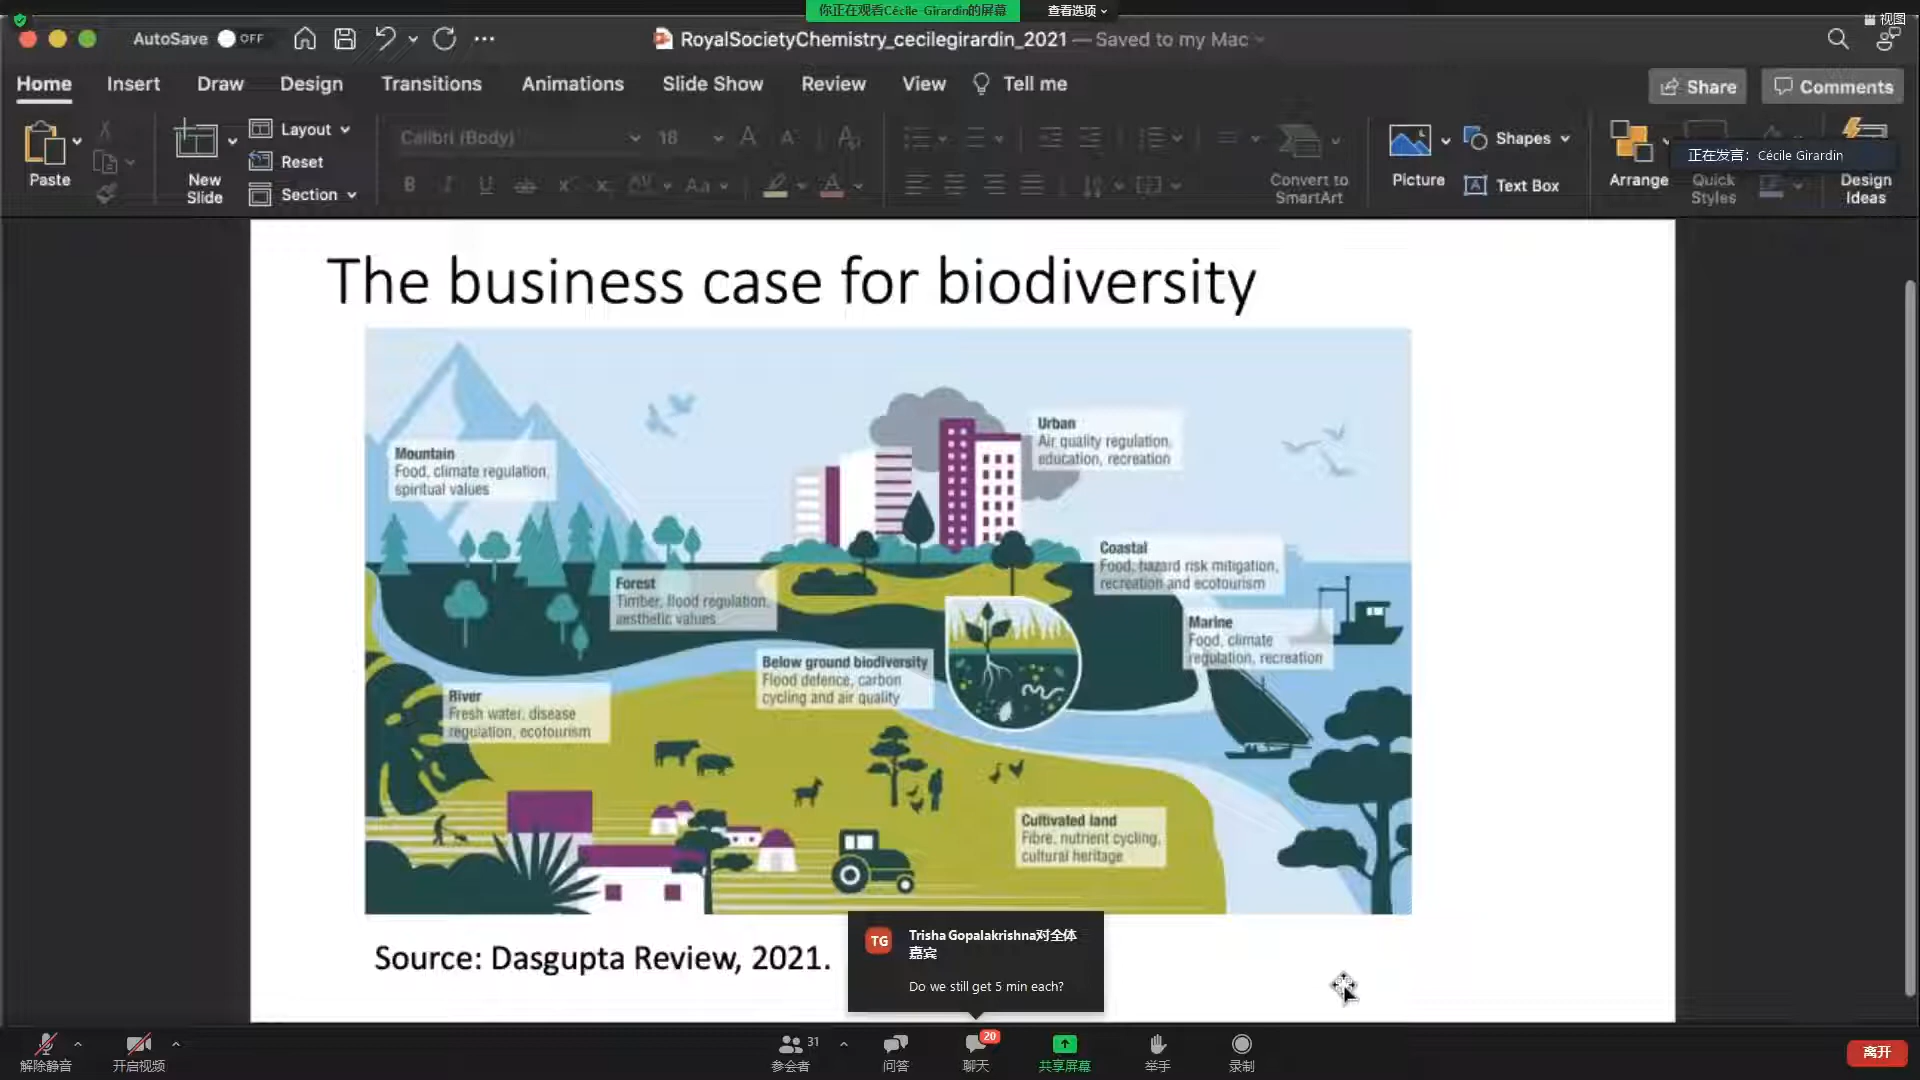 你正在观看Cécile Girardin的屏幕
查看选项
视图
AutoSave
OFF
RoyalSocietyChemistry_cecilegirardin_2021 — Saved to my Mac
Home
Insert
Draw
Design
Transitions
Animations
Slide Show
Review
View
Tell me
Share
Comments
Paste
New
Slide
Layout
Reset
Section
Calibri (Body)
18
Convert to
SmartArt
Picture
Shapes
Text Box
Arrange
Quick
Styles
Design
Ideas
正在发言: Cécile Girardin
The business case for biodiversity
Mountain
Food, climate regulation,
spiritual values
Urban
Air quality regulation,
education, recreation
Coastal
Food, hazard risk mitigation,
recreation and ecotourism
Forest
Timber, flood regulation,
aesthetic values
Marine
Food, climate
regulation, recreation
Below ground biodiversity
Flood defence, carbon
cycling and air quality
River
Fresh water, disease
regulation, ecotourism
Cultivated land
Fibre, nutrient cycling,
cultural heritage
Source: Dasgupta Review, 2021.
TG
Trisha Gopalakrishna对全体
嘉宾
Do we still get 5 min each?
解除静音
开启视频
31
参会者
问答
20
聊天
共享屏幕
举手
录制
离开